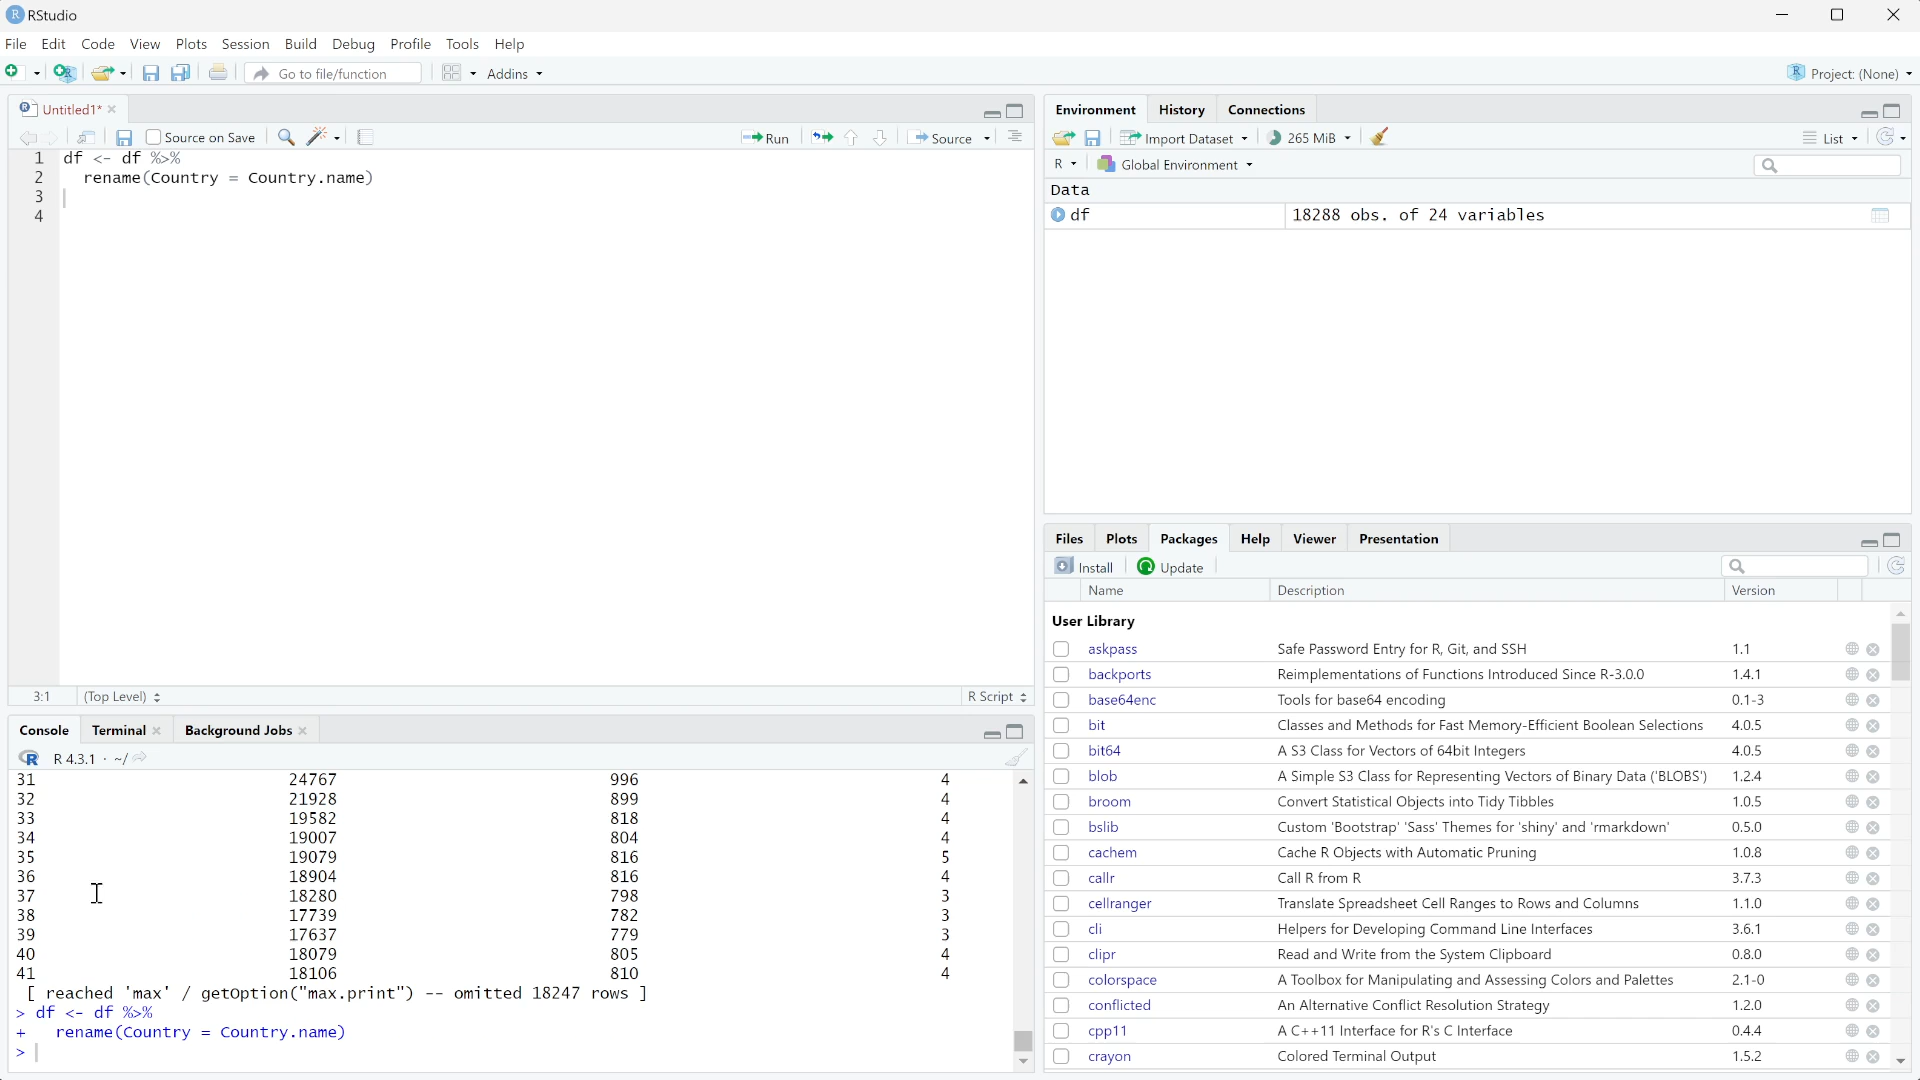 RStudio
File Edit Code View Plots Session Build Debug Profile Tools Help
Go to file/function Addins Project: (None)
Untitled1*
Source on Save Run Source
1 df <- df %>%
2 rename(Country = Country.name)
3
4
3:1 (Top Level) R Script
Console Terminal Background Jobs
R 4.3.1 · ~/
31 24767 996 4
32 21928 899 4
33 19582 818 4
34 19007 804 4
35 19079 816 5
36 18904 816 4
37 18280 798 3
38 17739 782 3
39 17637 779 3
40 18079 805 4
41 18106 810 4
[ reached 'max' / getOption("max.print") -- omitted 18247 rows ]
> df <- df %>%
+ rename(Country = Country.name)
>
Environment History Connections
Import Dataset 265 MiB List
R Global Environment
Data
df 18288 obs. of 24 variables
Files Plots Packages Help Viewer Presentation
Install Update
Name Description Version
User Library
askpass Safe Password Entry for R, Git, and SSH 1.1
backports Reimplementations of Functions Introduced Since R-3.0.0 1.4.1
base64enc Tools for base64 encoding 0.1-3
bit Classes and Methods for Fast Memory-Efficient Boolean Selections 4.0.5
bit64 A S3 Class for Vectors of 64bit Integers 4.0.5
blob A Simple S3 Class for Representing Vectors of Binary Data ('BLOBS') 1.2.4
broom Convert Statistical Objects into Tidy Tibbles 1.0.5
bslib Custom 'Bootstrap' 'Sass' Themes for 'shiny' and 'rmarkdown' 0.5.0
cachem Cache R Objects with Automatic Pruning 1.0.8
callr Call R from R 3.7.3
cellranger Translate Spreadsheet Cell Ranges to Rows and Columns 1.1.0
cli Helpers for Developing Command Line Interfaces 3.6.1
clipr Read and Write from the System Clipboard 0.8.0
colorspace A Toolbox for Manipulating and Assessing Colors and Palettes 2.1-0
conflicted An Alternative Conflict Resolution Strategy 1.2.0
cpp11 A C++11 Interface for R's C Interface 0.4.4
crayon Colored Terminal Output 1.5.2